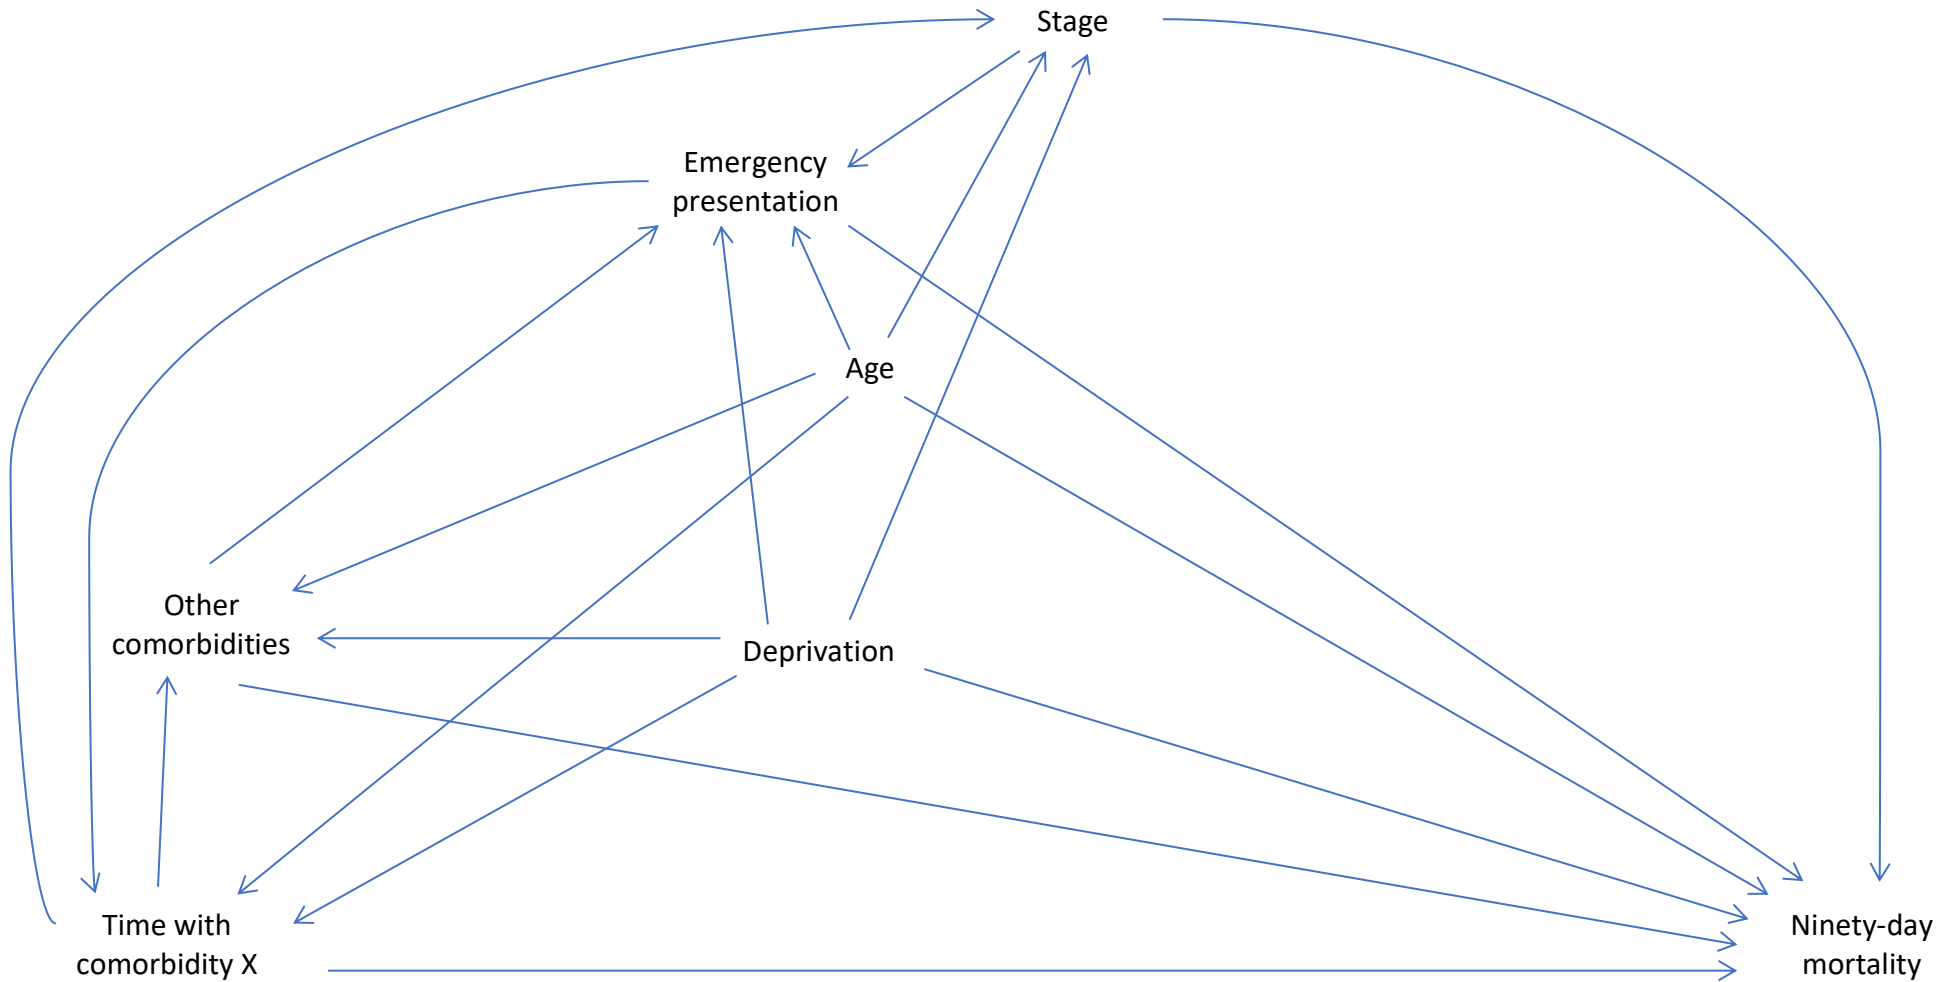 Stage
Emergency
presentation
Age
Other
comorbidities
Deprivation
Time with
comorbidity X
Ninety-day
mortality